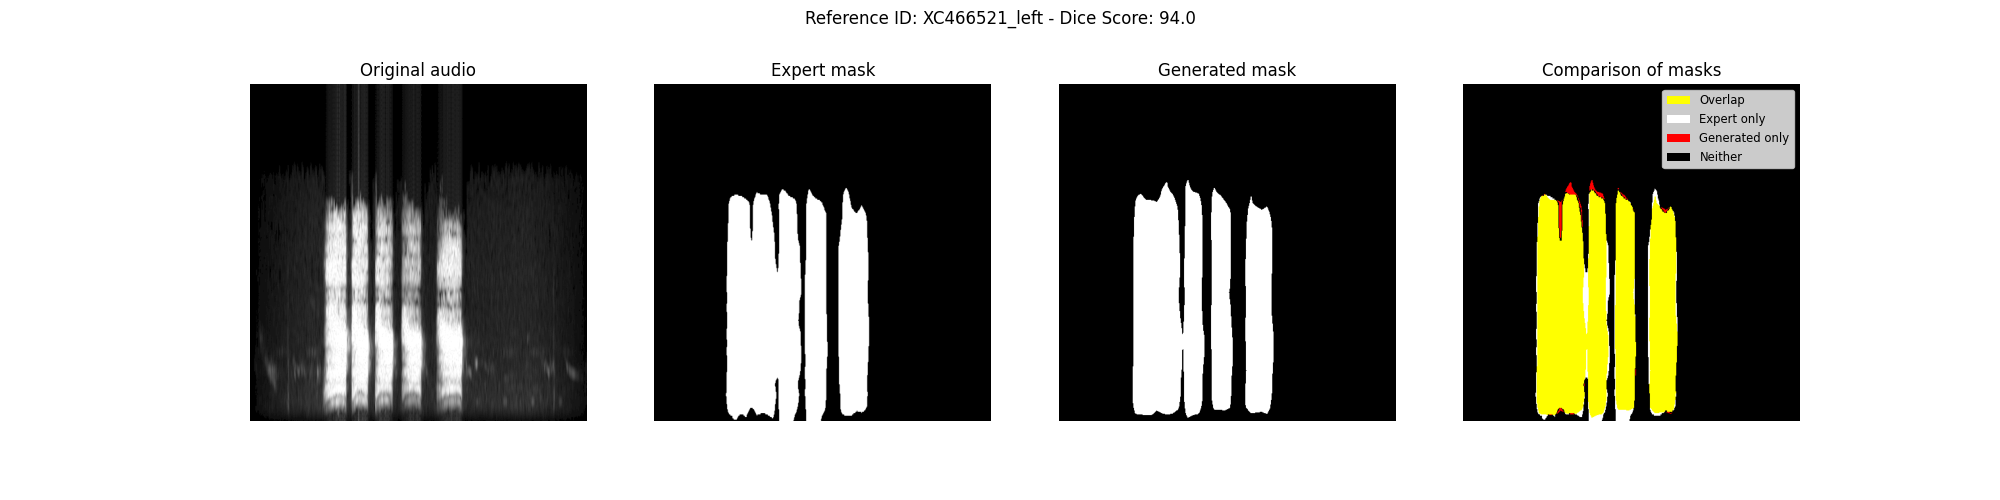 Reference ID: XC466521_left - Dice Score: 94.0
Original audio
Expert mask
Generated mask
Comparison of masks
Overlap
Expert only
Generated only
Neither